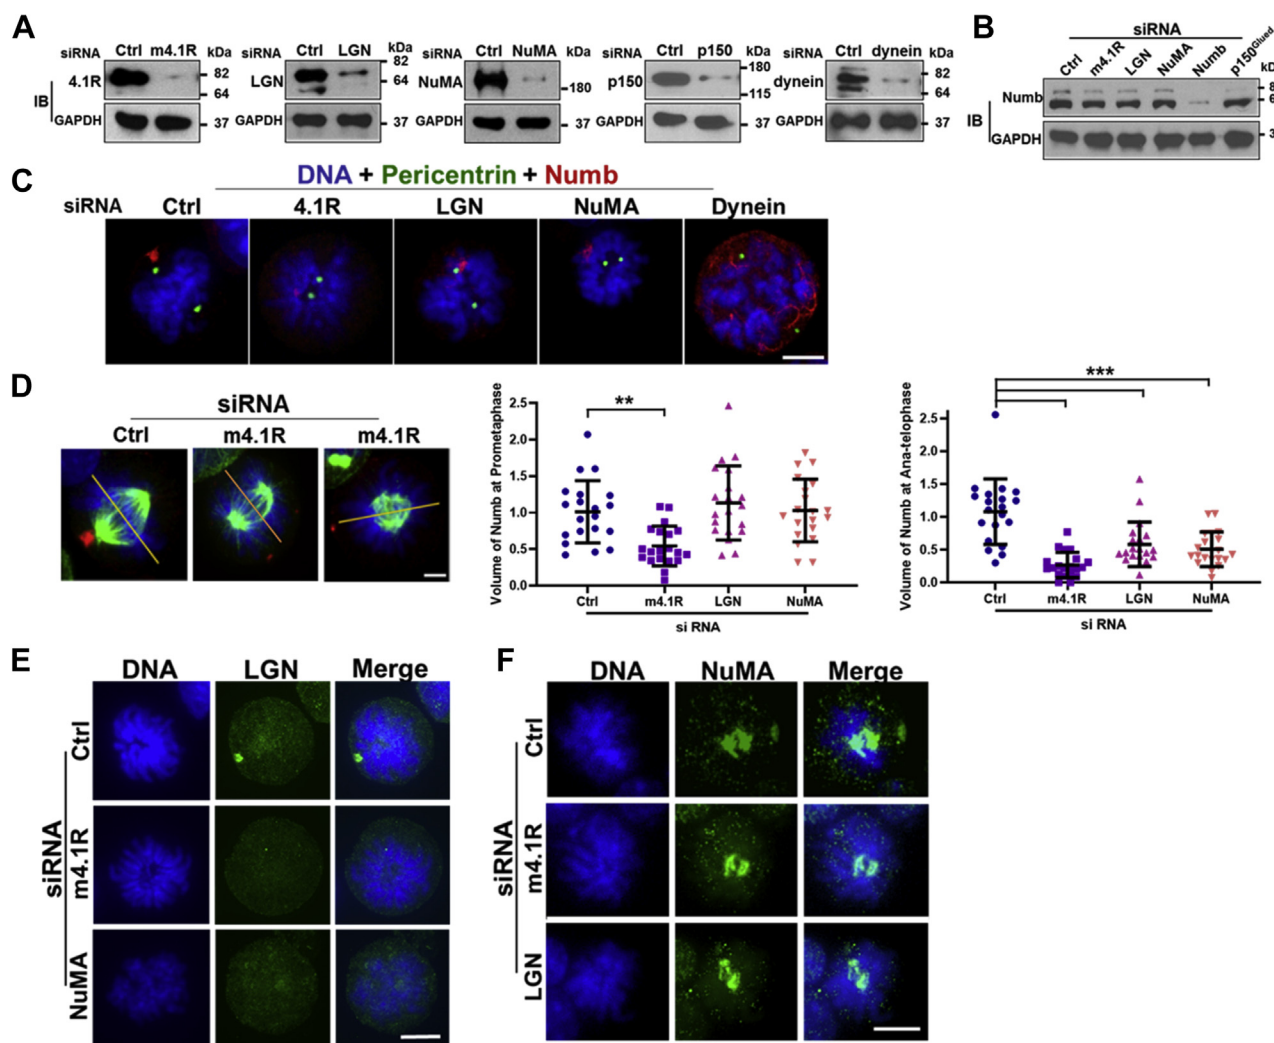 A
siRNA Ctrl m4.1R kDa
4.1R
82
64
IB
GAPDH
37
siRNA Ctrl LGN kDa
LGN
82
64
GAPDH
37
siRNA Ctrl NuMA kDa
NuMA
180
GAPDH
37
siRNA Ctrl p150 kDa
p150
180
115
GAPDH
37
siRNA Ctrl dynein kDa
dynein
82
64
GAPDH
37
B
siRNA
Ctrl m4.1R LGN NuMA Numb p150Glued
Numb
IB
GAPDH
C
DNA + Pericentrin + Numb
siRNA Ctrl 4.1R LGN NuMA Dynein
D
siRNA
Ctrl m4.1R m4.1R
Volume of Numb at Prometaphase
2.5
2.0
1.5
1.0
0.5
0.0
**
Ctrl m4.1R LGN NuMA
si RNA
Volume of Numb at Ana-telophase
2.5
2.0
1.5
1.0
0.5
0.0
***
Ctrl m4.1R LGN NuMA
si RNA
E
DNA LGN Merge
siRNA
Ctrl
m4.1R
NuMA
F
DNA NuMA Merge
siRNA
Ctrl
m4.1R
LGN